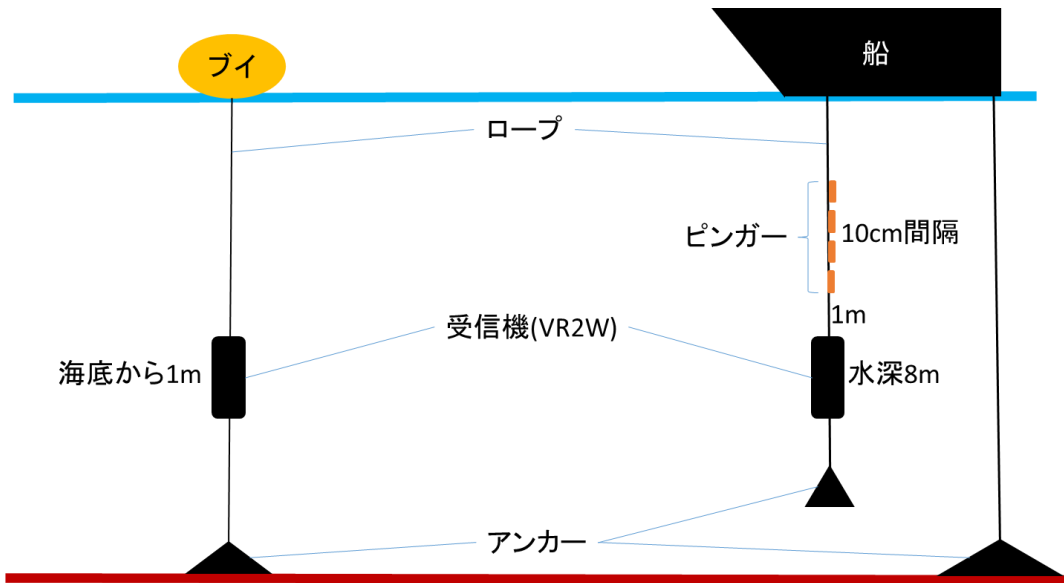 ブイ
船
ロープ
ピンガー
10cm間隔
1m
受信機(VR2W)
海底から1m
水深8m
アンカー